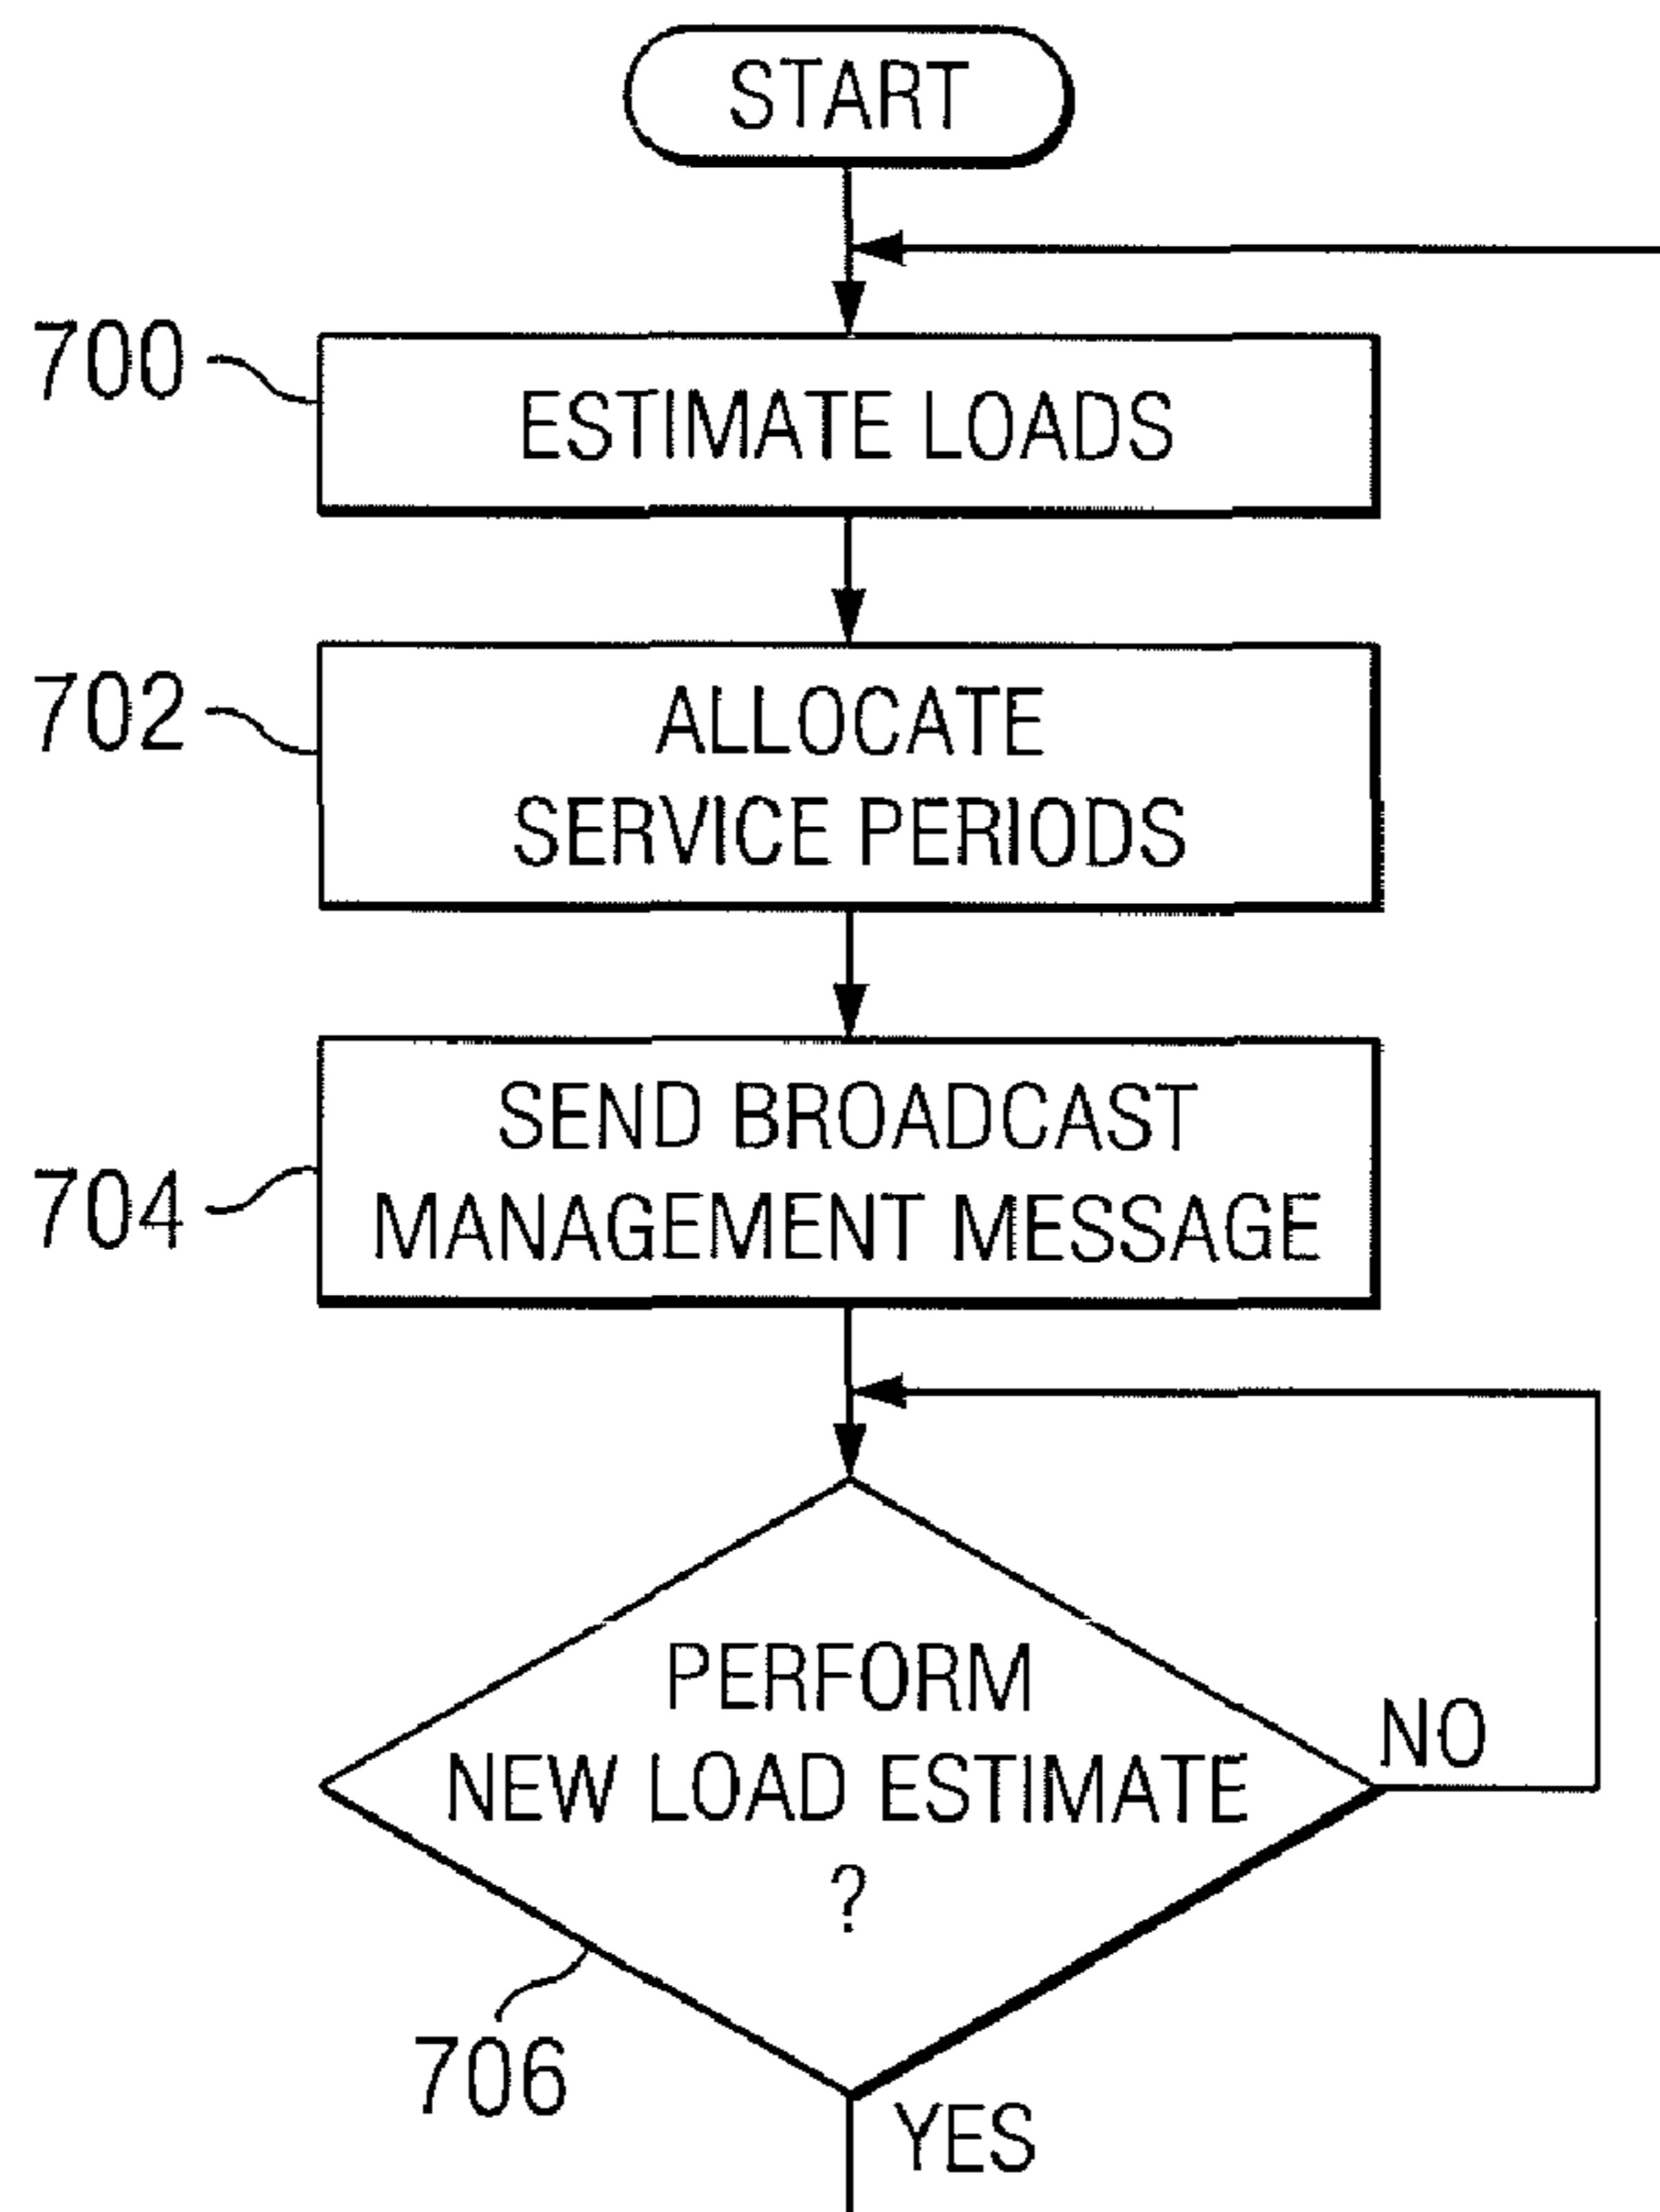 START
700
ESTIMATE LOADS
702
ALLOCATE
SERVICE PERIODS
704
SEND BROADCAST
MANAGEMENT MESSAGE
PERFORM
NEW LOAD ESTIMATE
?
NO
706
YES